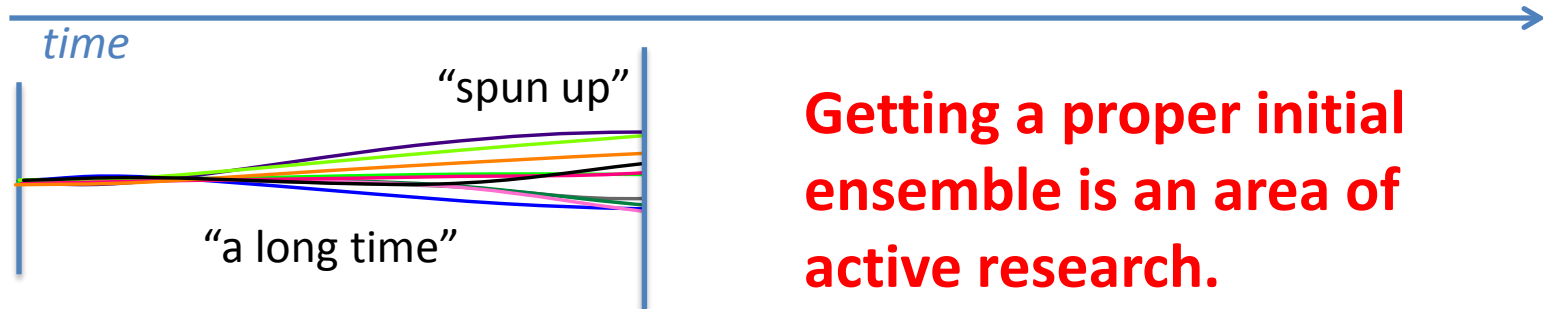 time
“spun up”
“a long time”
Getting a proper initial
ensemble is an area of
active research.